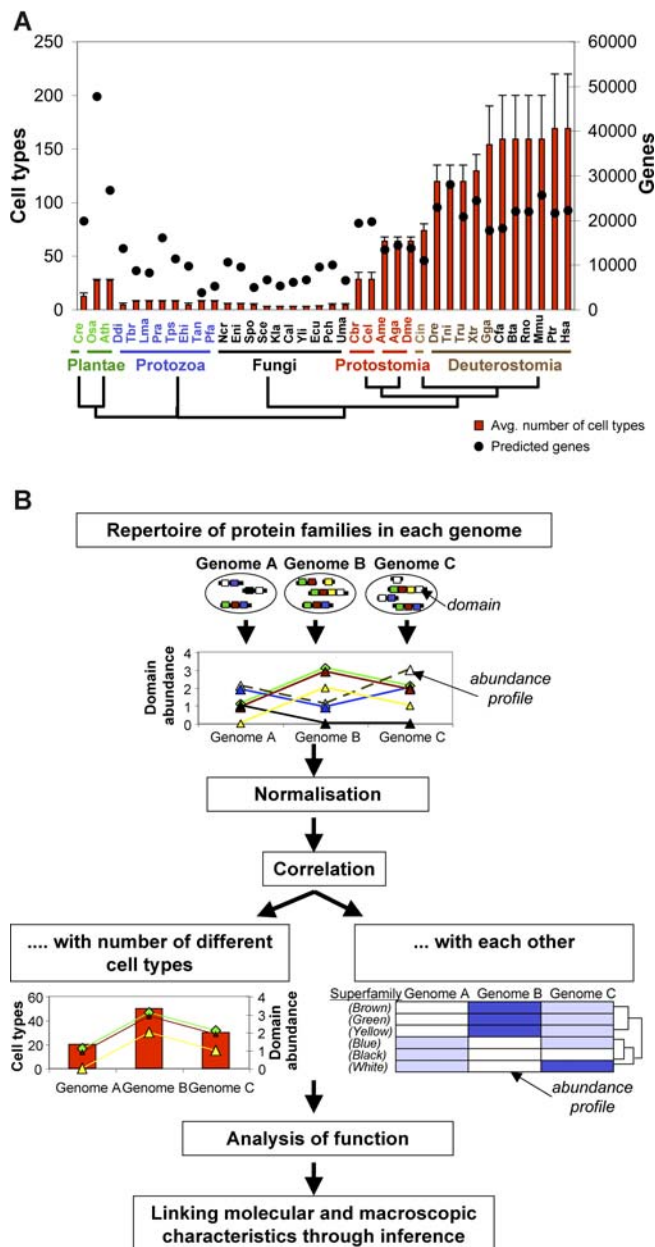 A
250
200
150
100
50
0
Cell types
60000
50000
40000
30000
20000
10000
0
Genes
Cre Osa Ath Ddi Tbr Lma Pra Tps Ehi Tan Pfa Ncr Eni Spo Sce Kla Cal Yli Ecu Pch Uma Cbr Cel Ame Aga Dme Cin Dre Tni Tru Xtr Gga Cfa Bta Rno Mmu Ptr Hsa
Plantae Protozoa Fungi Protostomia Deuterostomia
Avg. number of cell types
Predicted genes
B
Repertoire of protein families in each genome
Genome A Genome B Genome C
domain
Domain
abundance
4
3
2
1
0
abundance
profile
Genome A Genome B Genome C
Normalisation
Correlation
.... with number of different
cell types
... with each other
Cell types
60
40
20
0
4
3
2
1
0
Domain
abundance
Genome A Genome B Genome C
Superfamily Genome A Genome B Genome C
(Brown)
(Green)
(Yellow)
(Blue)
(Black)
(White)
abundance
profile
Analysis of function
Linking molecular and macroscopic
characteristics through inference